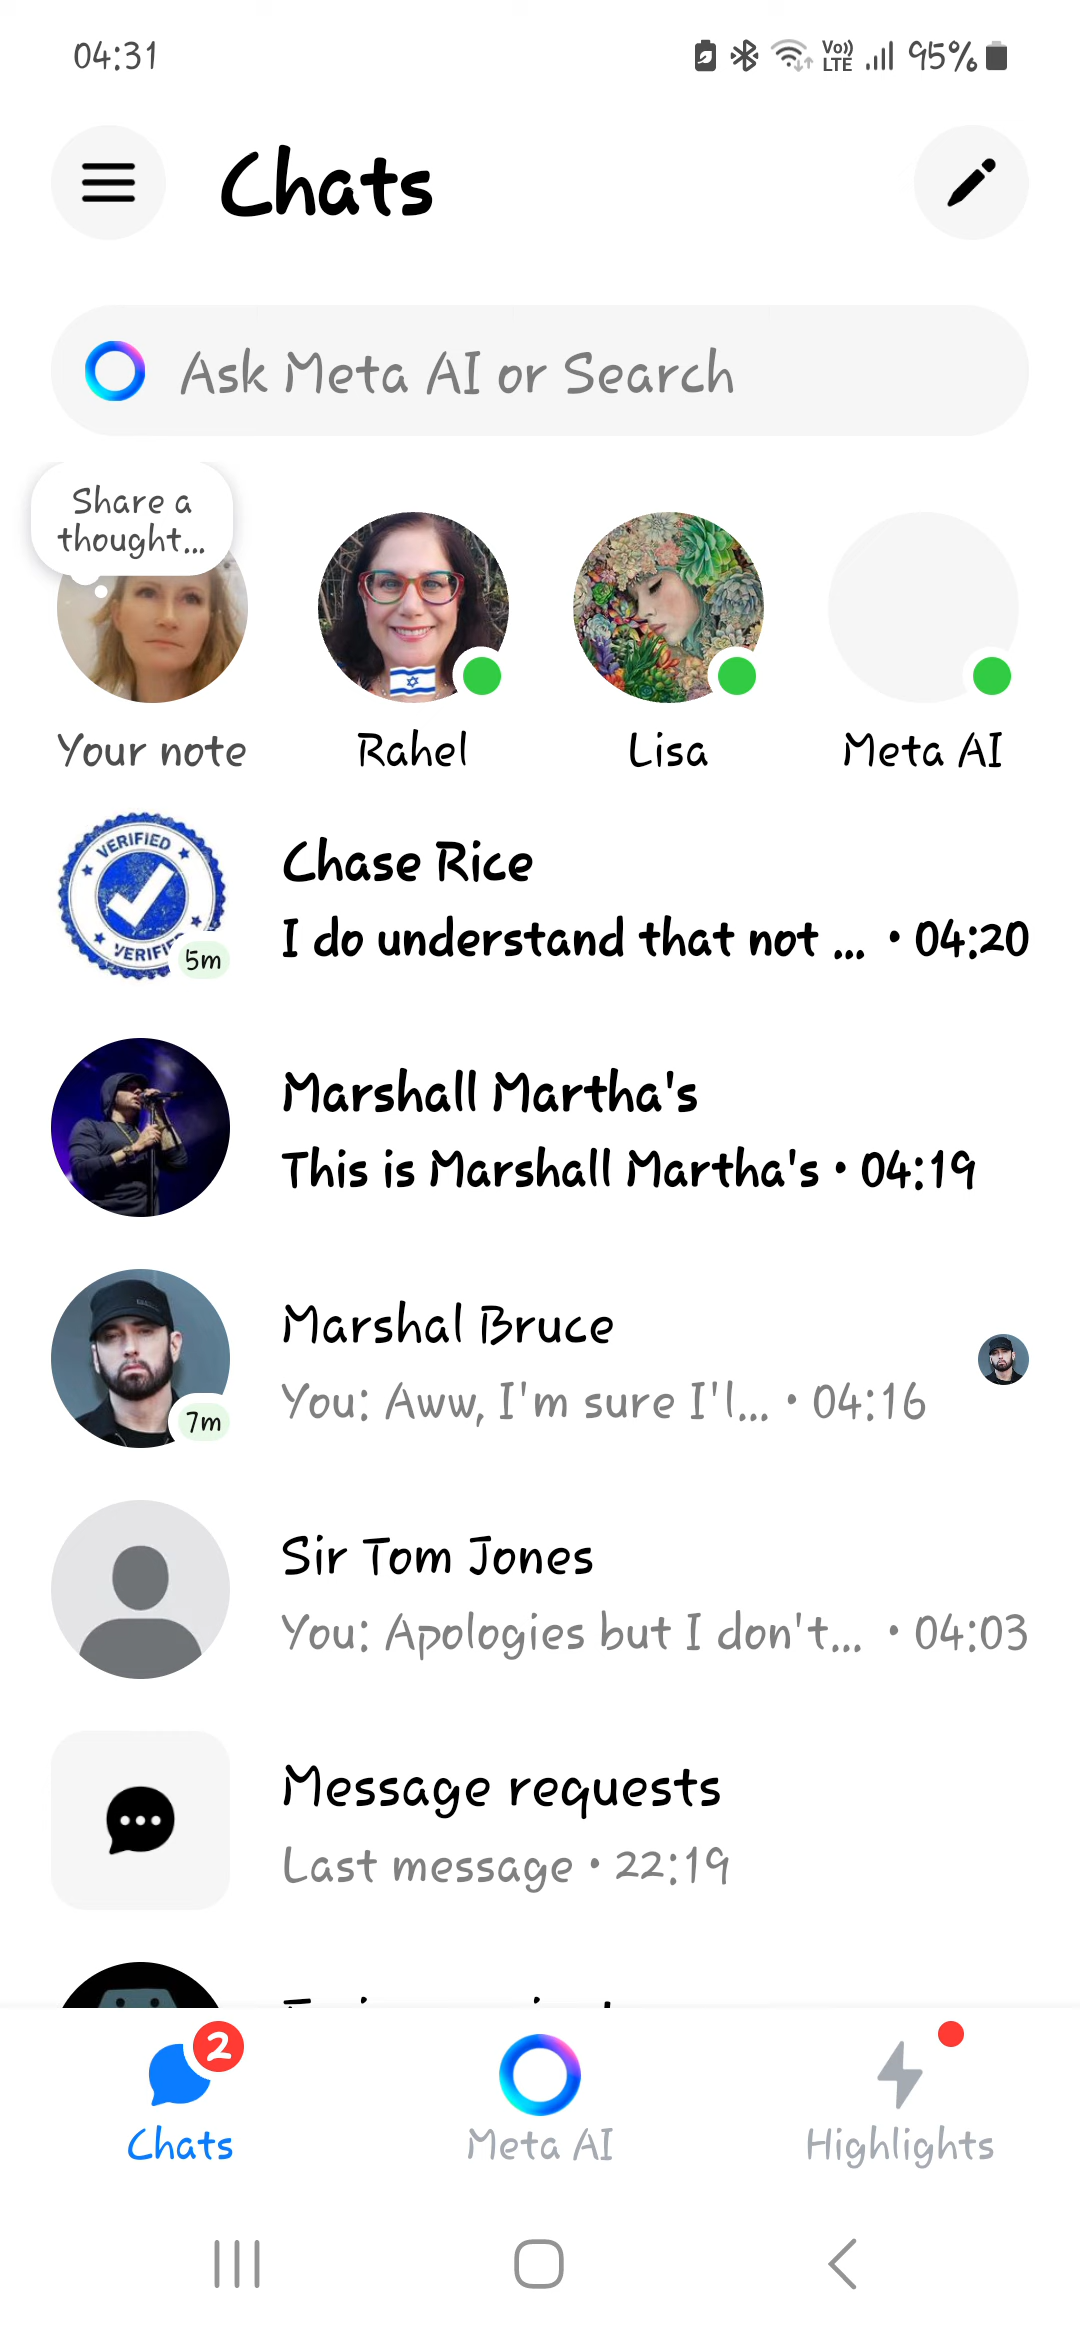 04:31
Vo)) LTE
95%
Chats
Ask Meta AI or Search
Share a
thought...
Your note
Rahel
Lisa
Meta AI
VERIFIED
VERIFI
5m
Chase Rice
I do understand that not ... • 04:20
Marshall Martha's
This is Marshall Martha's • 04:19
Marshal Bruce
You: Aww, I'm sure I'l... • 04:16
7m
Sir Tom Jones
You: Apologies but I don't... • 04:03
Message requests
Last message • 22:19
2
Chats
Meta AI
Highlights